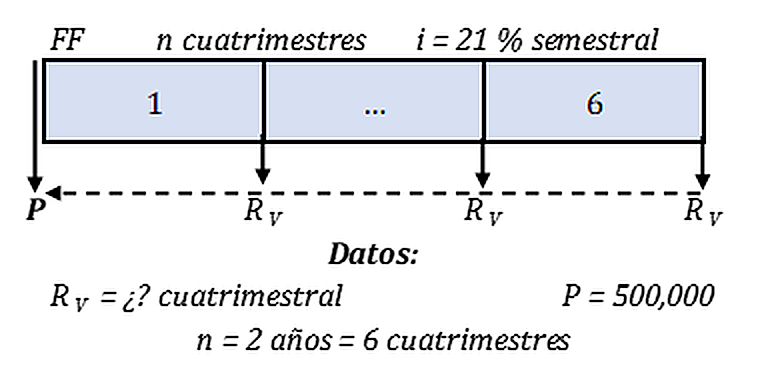 FF n cuatrimestres i = 21 % semestral
1 ... 6
P R V R V R V
Datos:
R V = ¿? cuatrimestral P = 500,000
n = 2 años = 6 cuatrimestres